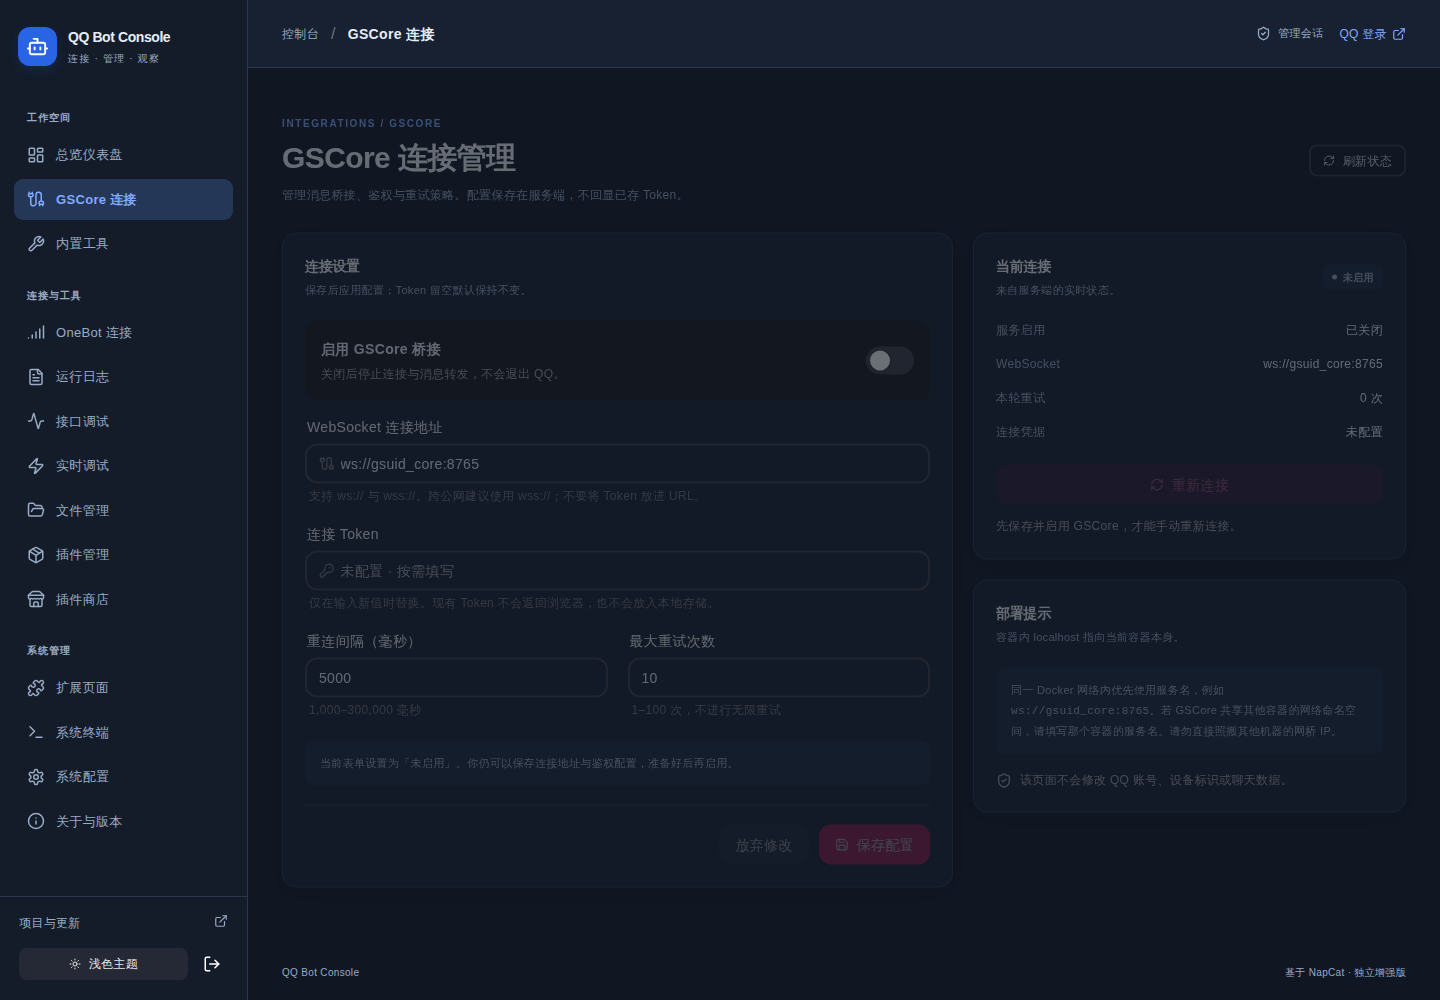 QQ Bot Console
连接 · 管理 · 观察
工作空间
总览仪表盘
GSCore 连接
内置工具
连接与工具
OneBot 连接
运行日志
接口调试
实时调试
文件管理
插件管理
插件商店
系统管理
扩展页面
系统终端
系统配置
关于与版本
项目与更新
浅色主题
控制台 / GSCore 连接
管理会话
QQ 登录
INTEGRATIONS / GSCORE
GSCore 连接管理
管理消息桥接、鉴权与重试策略。配置保存在服务端，不回显已存 Token。
刷新状态
连接设置
保存后应用配置；Token 留空默认保持不变。
启用 GSCore 桥接
关闭后停止连接与消息转发，不会退出 QQ。
WebSocket 连接地址
ws://gsuid_core:8765
支持 ws:// 与 wss://。跨公网建议使用 wss://；不要将 Token 放进 URL。
连接 Token
未配置 · 按需填写
仅在输入新值时替换。现有 Token 不会返回浏览器，也不会放入本地存储。
重连间隔（毫秒）
最大重试次数
5000
10
1,000–300,000 毫秒
1–100 次，不进行无限重试
当前表单设置为「未启用」。你仍可以保存连接地址与鉴权配置，准备好后再启用。
放弃修改
保存配置
当前连接
来自服务端的实时状态。
未启用
服务启用
已关闭
WebSocket
ws://gsuid_core:8765
本轮重试
0 次
连接凭据
未配置
重新连接
先保存并启用 GSCore，才能手动重新连接。
部署提示
容器内 localhost 指向当前容器本身。
同一 Docker 网络内优先使用服务名，例如
ws://gsuid_core:8765。若 GSCore 共享其他容器的网络命名空
间，请填写那个容器的服务名。请勿直接照搬其他机器的网桥 IP。
该页面不会修改 QQ 账号、设备标识或聊天数据。
QQ Bot Console
基于 NapCat · 独立增强版